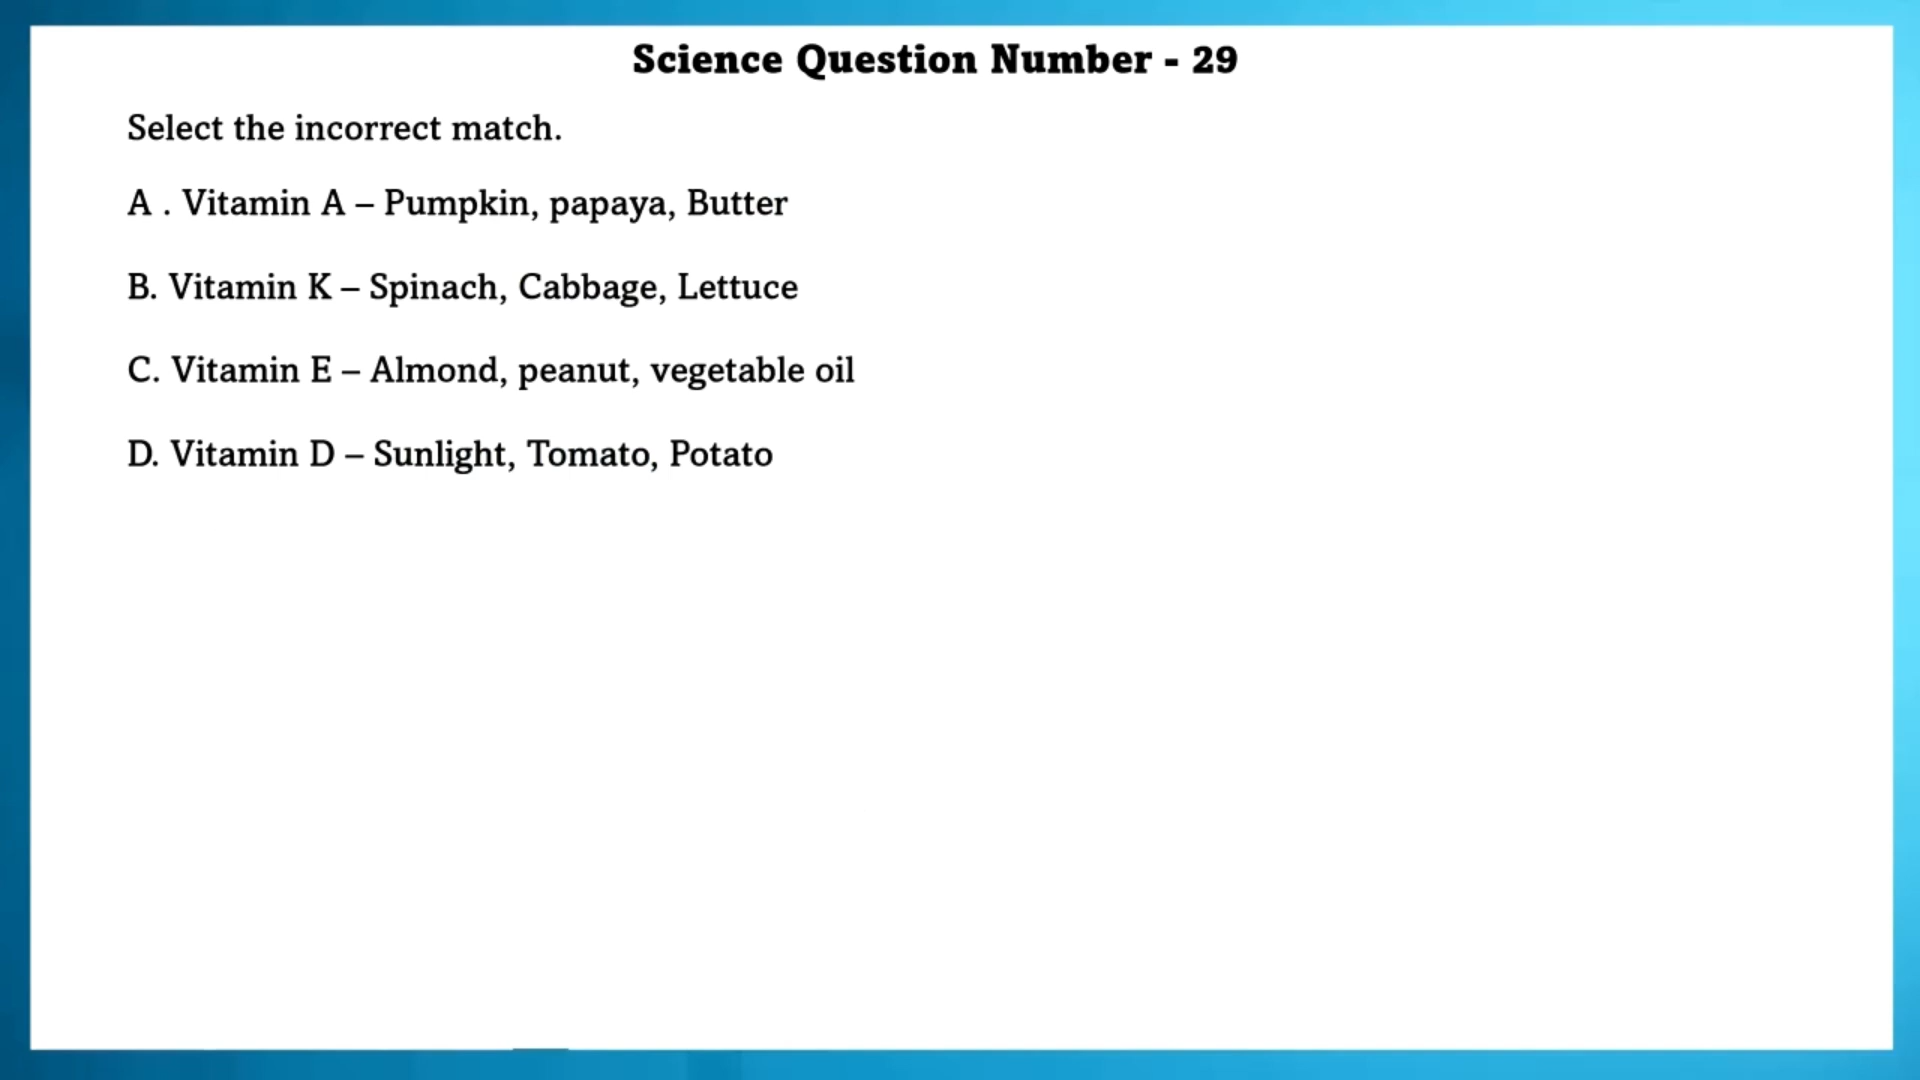 Science Question Number - 29
Select the incorrect match.
A . Vitamin A – Pumpkin, papaya, Butter
B. Vitamin K – Spinach, Cabbage, Lettuce
C. Vitamin E – Almond, peanut, vegetable oil
D. Vitamin D – Sunlight, Tomato, Potato